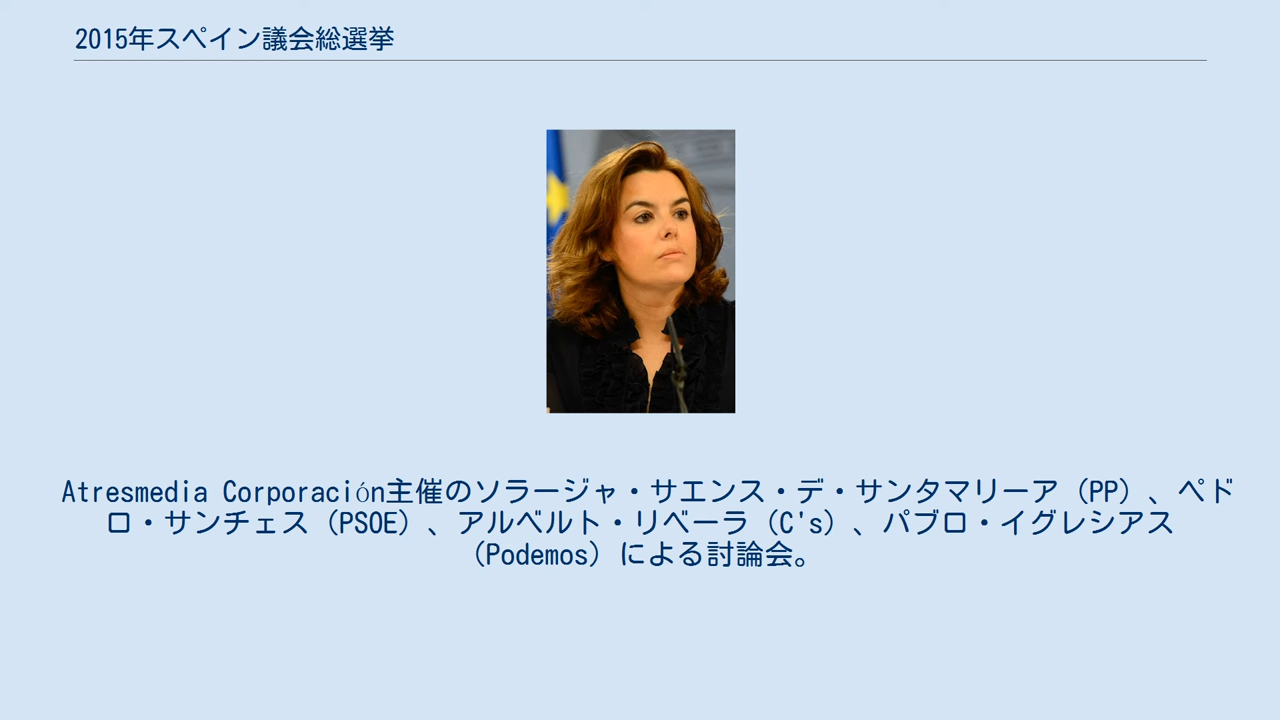 2015年スペイン議会総選挙
Atresmedia Corporación主催のソラージャ・サエンス・デ・サンタマリーア（PP）、ペド
ロ・サンチェス（PSOE）、アルベルト・リベーラ（C's）、パブロ・イグレシアス
（Podemos）による討論会。